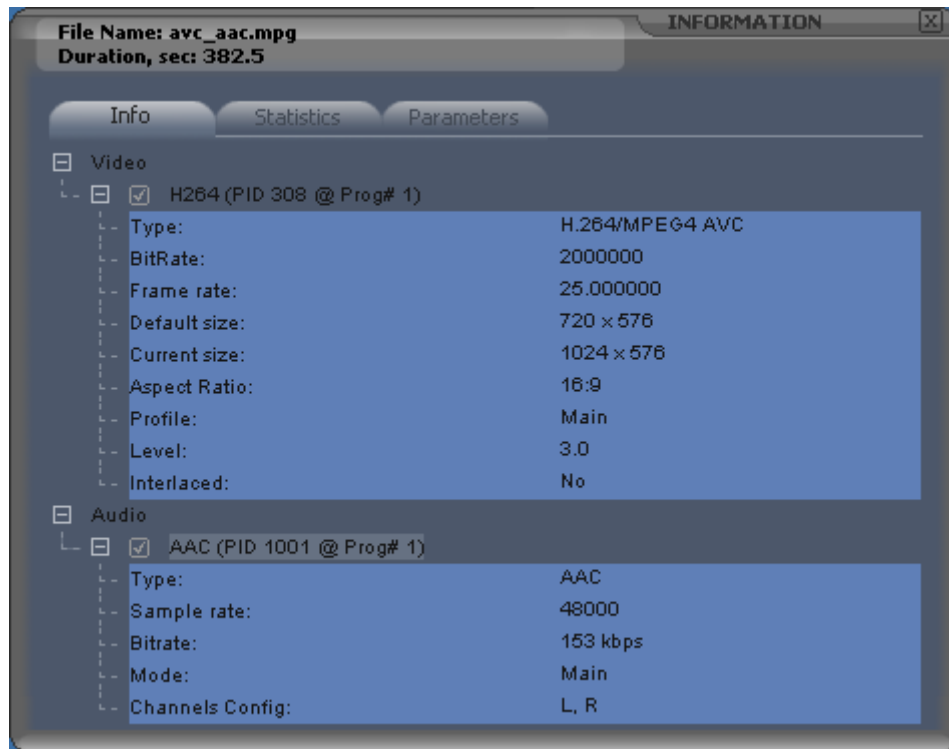 INFORMATION
File Name: avc_aac.mpg
Duration, sec: 382.5
Info Statistics Parameters
Video
H264 (PID 308 @ Prog# 1)
Type: H.264/MPEG4 AVC
BitRate: 2000000
Frame rate: 25.000000
Default size: 720 x 576
Current size: 1024 x 576
Aspect Ratio: 16:9
Profile: Main
Level: 3.0
Interlaced: No
Audio
AAC (PID 1001 @ Prog# 1)
Type: AAC
Sample rate: 48000
Bitrate: 153 kbps
Mode: Main
Channels Config: L, R